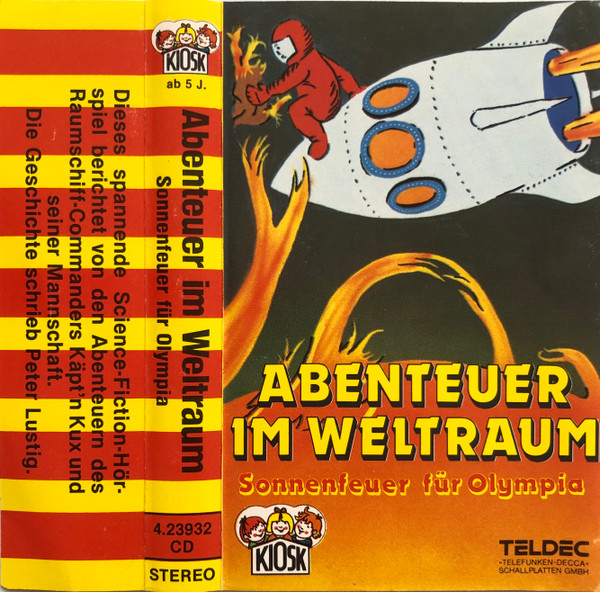 Dieses spannende Science-Fiction-Hör-
spiel berichtet von den Abenteuern des
Raumschiff-Commanders Käpt'n Kux und
seiner Mannschaft.
Die Geschichte schrieb Peter Lustig.
KIOSK
ab 5 J.
Abenteuer im Weltraum
Sonnenfeuer für Olympia
4.23932
CD
STEREO
ABENTEUER
IM WELTRAUM
Sonnenfeuer für Olympia
KIOSK
TELDEC
»TELEFUNKEN-DECCA«
SCHALLPLATTEN GMBH